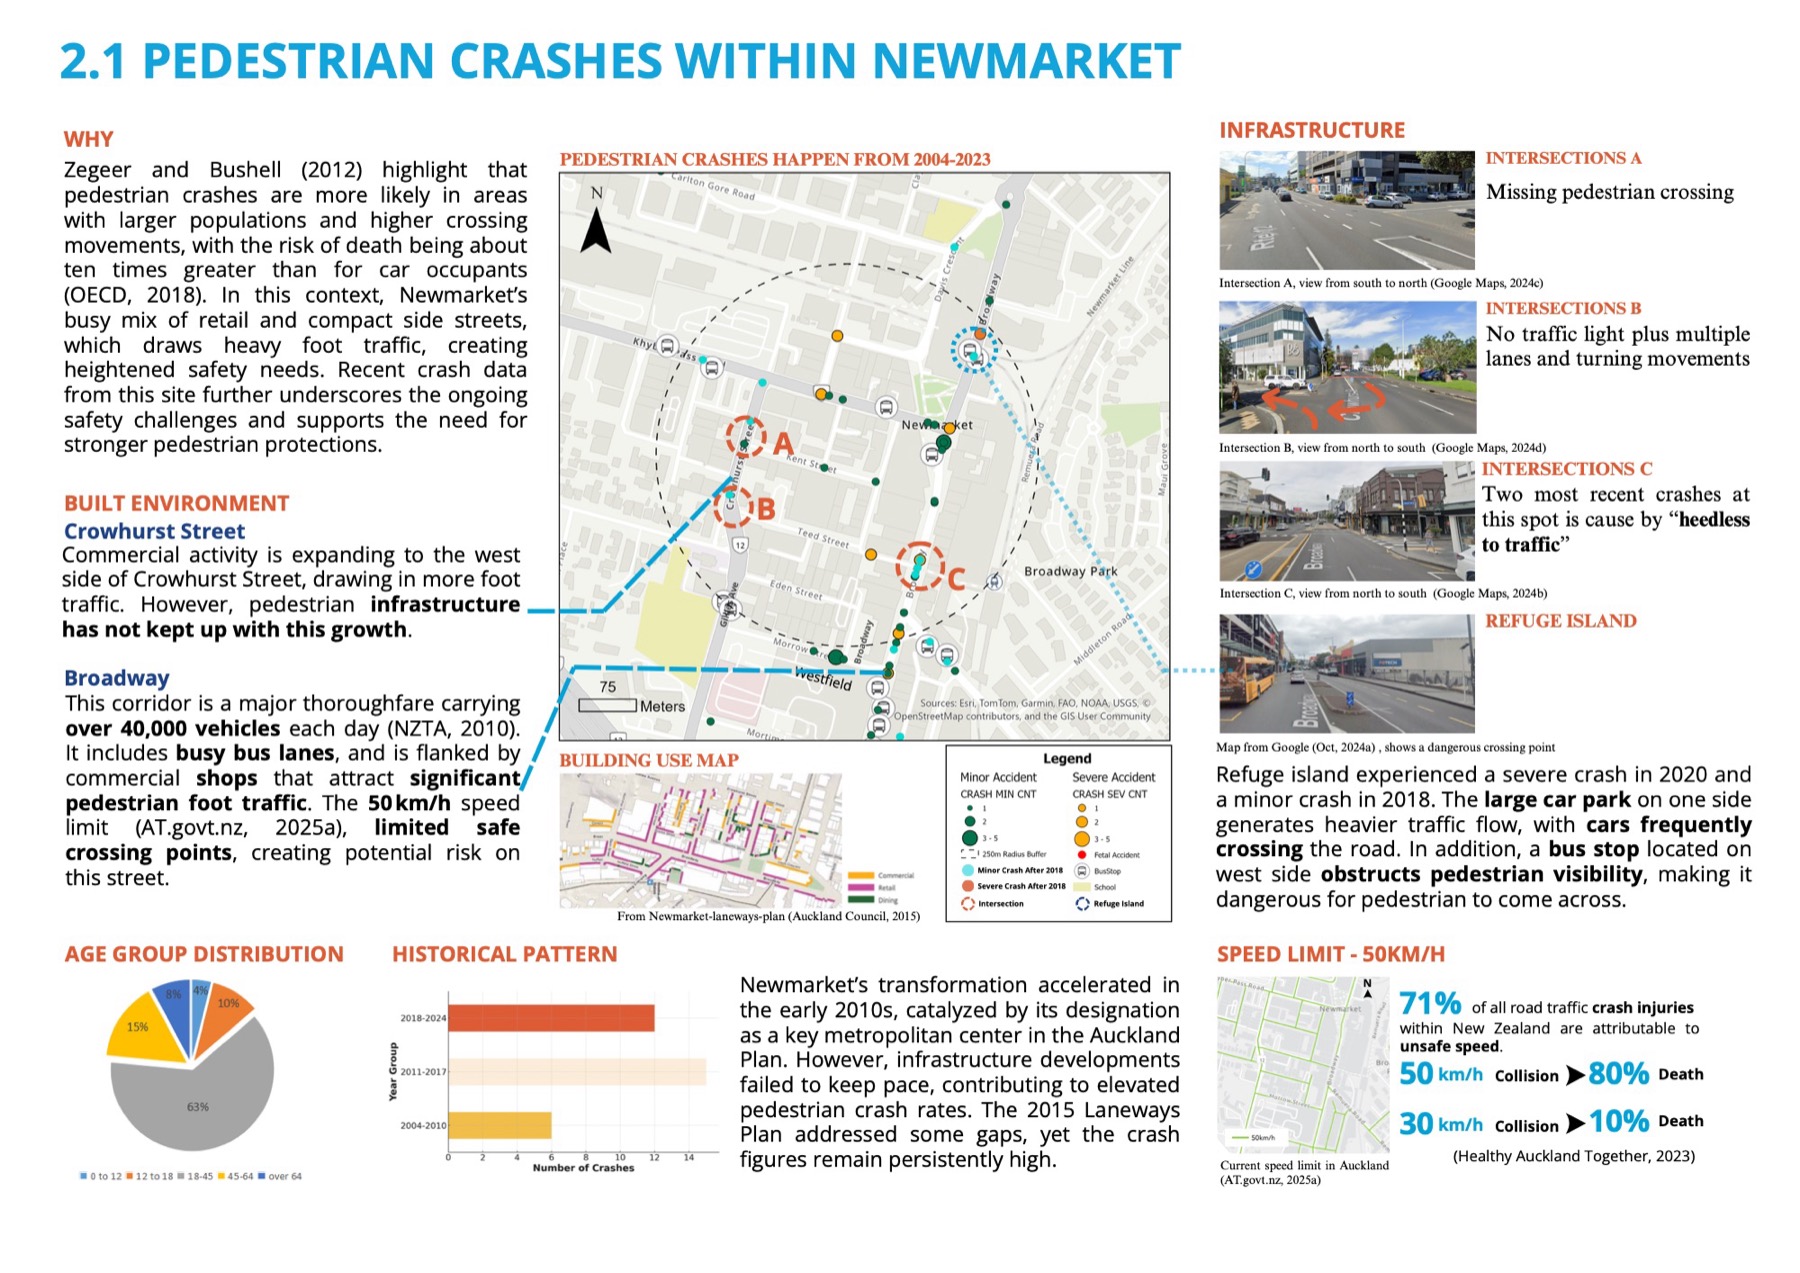 2.1 PEDESTRIAN CRASHES WITHIN NEWMARKET
WHY
Zegeer and Bushell (2012) highlight that
pedestrian crashes are more likely in areas
with larger populations and higher crossing
movements, with the risk of death being about
ten times greater than for car occupants
(OECD, 2018). In this context, Newmarket’s
busy mix of retail and compact side streets,
which draws heavy foot traffic, creating
heightened safety needs. Recent crash data
from this site further underscores the ongoing
safety challenges and supports the need for
stronger pedestrian protections.
BUILT ENVIRONMENT
Crowhurst Street
Commercial activity is expanding to the west
side of Crowhurst Street, drawing in more foot
traffic. However, pedestrian infrastructure
has not kept up with this growth.
Broadway
This corridor is a major thoroughfare carrying
over 40,000 vehicles each day (NZTA, 2010).
It includes busy bus lanes, and is flanked by
commercial shops that attract significant
pedestrian foot traffic. The 50 km/h speed
limit (AT.govt.nz, 2025a), limited safe
crossing points, creating potential risk on
this street.
PEDESTRIAN CRASHES HAPPEN FROM 2004-2023
N
Carlton Gore Road
Davis Crescent
Broadway
Newmarket Line
Newmarket
Remuera Road
A
Kent Street
B
12
Teed Street
C
Broadway Park
Eden Street
Broadway
Morrow
Westfield
Middleton Road
75
Meters
Sources: Esri, TomTom, Garmin, FAO, NOAA, USGS, ©
OpenStreetMap contributors, and the GIS User Community
BUILDING USE MAP
Commercial
Retail
Dining
From Newmarket-laneways-plan (Auckland Council, 2015)
Legend
Minor Accident
CRASH MIN CNT
1
2
3 - 5
250m Radius Buffer
Minor Crash After 2018
Severe Crash After 2018
Intersection
Severe Accident
CRASH SEV CNT
1
2
3 - 5
Fetal Accident
BusStop
School
Refuge Island
INFRASTRUCTURE
INTERSECTIONS A
Missing pedestrian crossing
Intersection A, view from south to north (Google Maps, 2024c)
INTERSECTIONS B
No traffic light plus multiple
lanes and turning movements
Intersection B, view from north to south (Google Maps, 2024d)
INTERSECTIONS C
Two most recent crashes at
this spot is cause by “heedless
to traffic”
Intersection C, view from north to south (Google Maps, 2024b)
REFUGE ISLAND
Map from Google (Oct, 2024a) , shows a dangerous crossing point
Refuge island experienced a severe crash in 2020 and
a minor crash in 2018. The large car park on one side
generates heavier traffic flow, with cars frequently
crossing the road. In addition, a bus stop located on
west side obstructs pedestrian visibility, making it
dangerous for pedestrian to come across.
AGE GROUP DISTRIBUTION
8%
4%
10%
15%
63%
0 to 12 12 to 18 18-45 45-64 over 64
HISTORICAL PATTERN
Year Group
2018-2024
2011-2017
2004-2010
0 2 4 6 8 10 12 14
Number of Crashes
Newmarket’s transformation accelerated in
the early 2010s, catalyzed by its designation
as a key metropolitan center in the Auckland
Plan. However, infrastructure developments
failed to keep pace, contributing to elevated
pedestrian crash rates. The 2015 Laneways
Plan addressed some gaps, yet the crash
figures remain persistently high.
SPEED LIMIT - 50KM/H
N
Newmarket
50km/h
Current speed limit in Auckland
(AT.govt.nz, 2025a)
71% of all road traffic crash injuries
within New Zealand are attributable to
unsafe speed.
50 km/h Collision 80% Death
30 km/h Collision 10% Death
(Healthy Auckland Together, 2023)